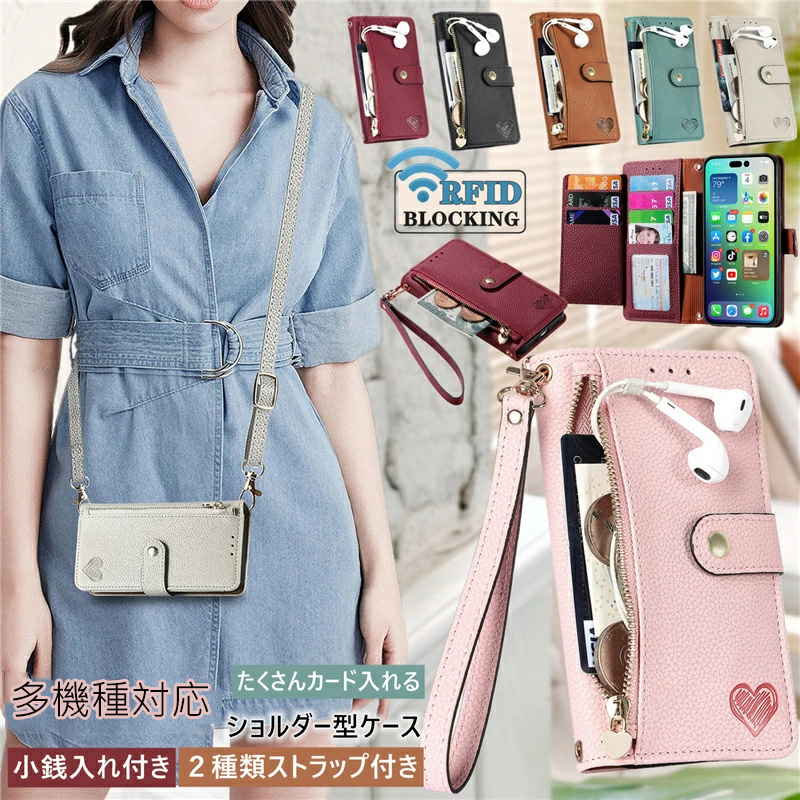 RFID
BLOCKING
多機種対応
たくさんカード入れる
ショルダー型ケース
小銭入れ付き
2種類ストラップ付き